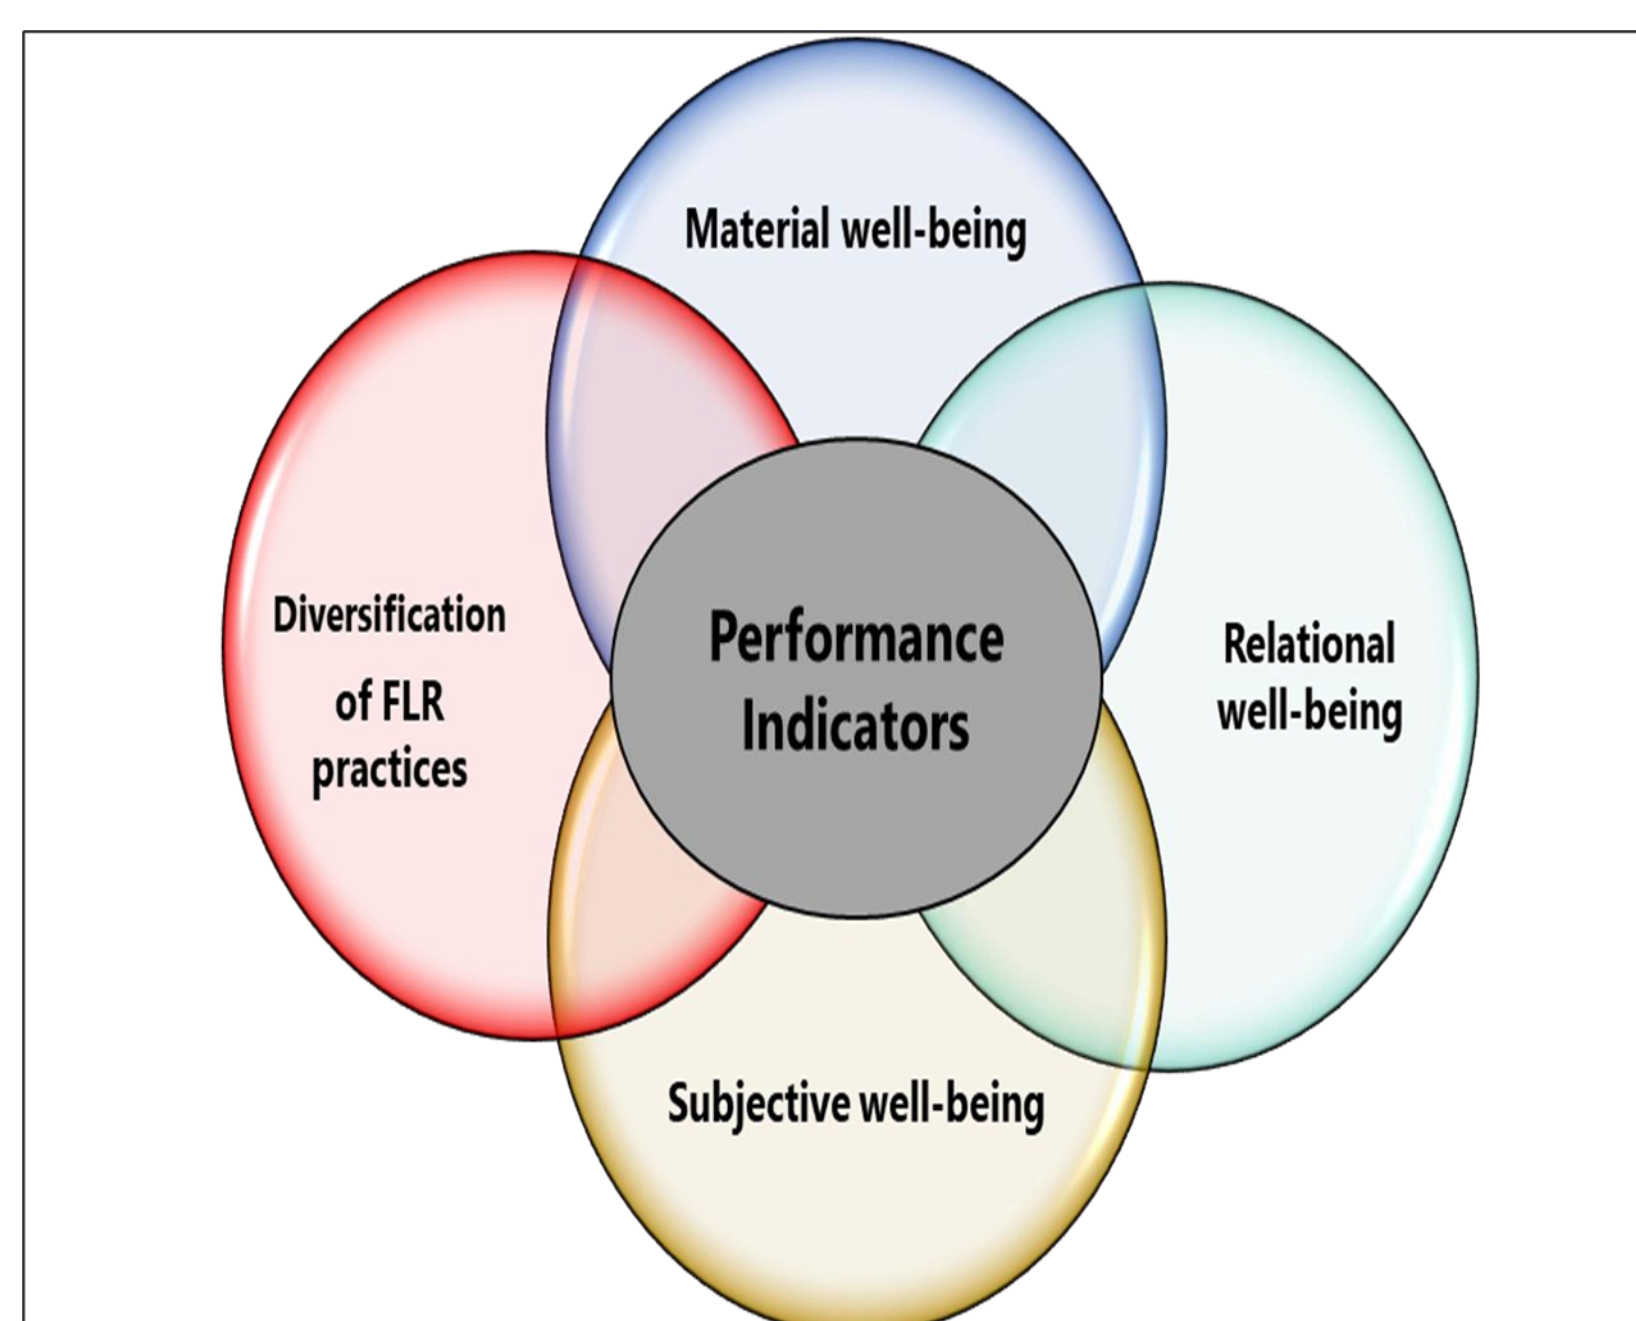 Material well-being
Diversification
of FLR
practices
Performance
Indicators
Relational
well-being
Subjective well-being